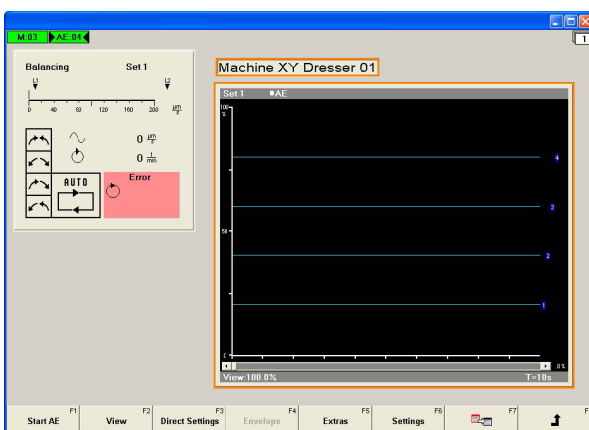 M:03 AE:04
1
Balancing Set 1
L1 L2
0 40 80 120 160 200 µm/s
0 µm/s
0 1/min
AUTO
Error
Machine XY Dresser 01
Set 1 ■AE
100
%
4
3
50
2
1
0
0%
View:100.0% T=10s
F1 F2 F3 F4 F5 F6 F7 F
Start AE View Direct Settings Envelope Extras Settings